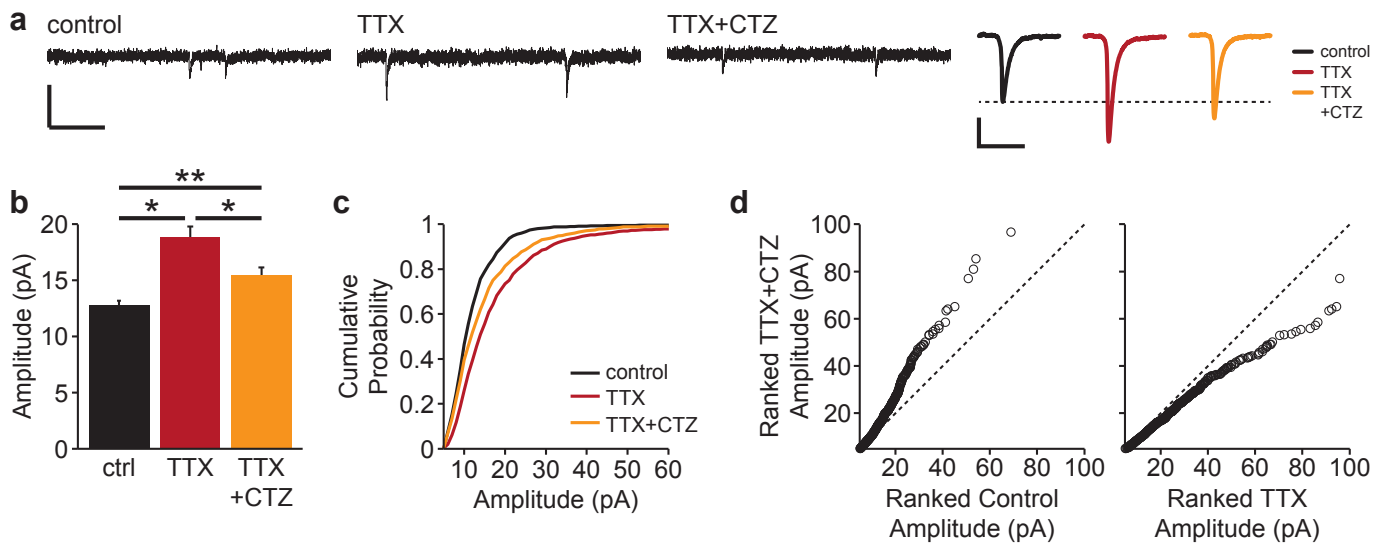 a
control
TTX
TTX+CTZ
control
TTX
TTX
+CTZ
b
**
*
*
Amplitude (pA)
20
15
10
5
0
ctrl
TTX
TTX
+CTZ
c
Cumulative
Probability
1
0.8
0.6
0.4
0.2
0
10
20
30
40
50
60
Amplitude (pA)
control
TTX
TTX+CTZ
d
Ranked TTX+CTZ
Amplitude (pA)
100
80
60
40
20
20
40
60
80
100
Ranked Control
Amplitude (pA)
20
40
60
80
100
Ranked TTX
Amplitude (pA)